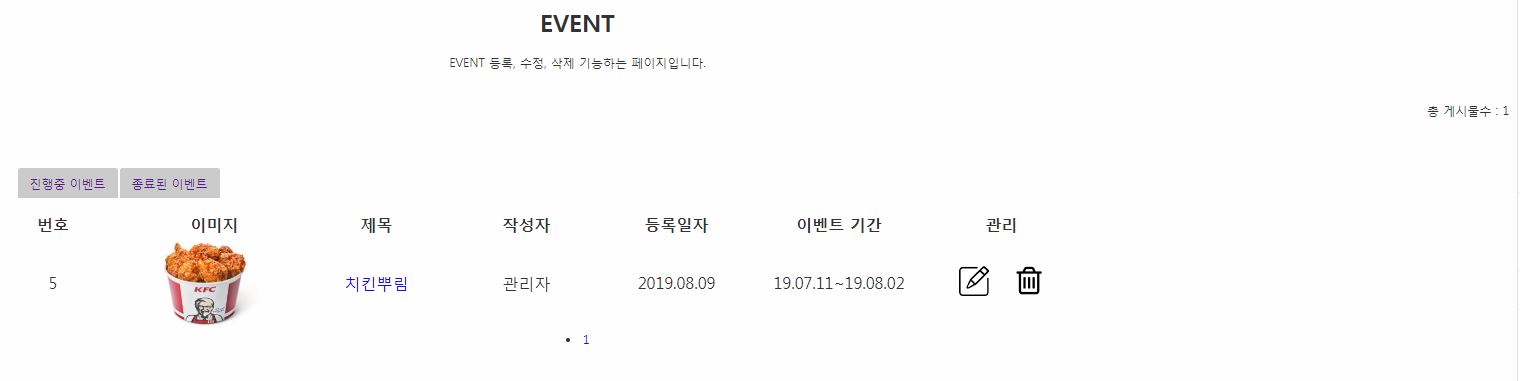 EVENT
EVENT 등록, 수정, 삭제 기능하는 페이지입니다.
총 게시물수 : 1
진행중 이벤트 종료된 이벤트
번호 이미지 제목 작성자 등록일자 이벤트 기간 관리
KFC
5 치킨뿌림 관리자 2019.08.09 19.07.11~19.08.02
• 1